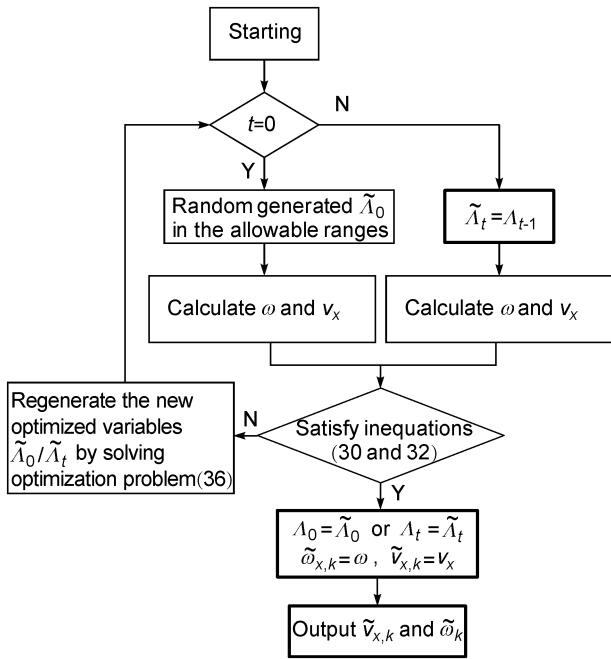 Starting
t=0
N
Y
Random generated Λ̃₀
in the allowable ranges
Λ̃ₜ=Λₜ₋₁
Calculate ω and vₓ
Calculate ω and vₓ
Regenerate the new
optimized variables
Λ̃₀/Λ̃ₜ by solving
optimization problem(36)
N
Satisfy inequations
(30 and 32)
Y
Λ₀=Λ̃₀ or Λₜ=Λ̃ₜ
ω̃ₓ,ₖ=ω , ṽₓ,ₖ=vₓ
Output ṽₓ,ₖ and ω̃ₖ